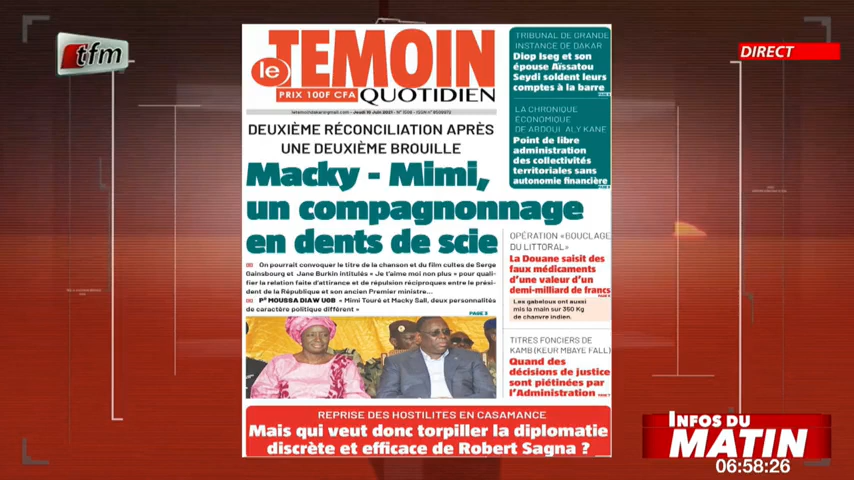 tfm
DIRECT
le TEMOIN
PRIX 100F CFA
QUOTIDIEN
DEUXIÈME RÉCONCILIATION APRÈS
UNE DEUXIÈME BROUILLE
Macky - Mimi,
un compagnonnage
en dents de scie
On pourrait convoquer le titre de la chanson et du film cultes de Serge
Gainsbourg et Jane Burkin intitulés « Je t'aime moi non plus » pour quali-
fier la relation faite d'attirance et de répulsion réciproques entre le prési-
dent de la République et son ancien Premier ministre...
Pr MOUSSA DIAW UGB « Mimi Touré et Macky Sall, deux personnalités
de caractère politique différent »
PAGE 3
TRIBUNAL DE GRANDE
INSTANCE DE DAKAR
Diop Iseg et son
épouse Aïssatou
Seydi soldent leurs
comptes à la barre
LA CHRONIQUE
ÉCONOMIQUE
DE ABDOUL ALY KANE
Point de libre
administration
des collectivités
territoriales sans
autonomie financière
OPÉRATION «BOUCLAGE
DU LITTORAL»
La Douane saisit des
faux médicaments
d'une valeur d'un
demi-milliard de francs
Les gabelous ont aussi
mis la main sur 350 Kg
de chanvre indien.
TITRES FONCIERS DE
KAMB (KEUR MBAYE FALL)
Quand des
décisions de justice
sont piétinées par
l'Administration
REPRISE DES HOSTILITES EN CASAMANCE
Mais qui veut donc torpiller la diplomatie
discrète et efficace de Robert Sagna ?
INFOS DU
MATIN
06:58:26